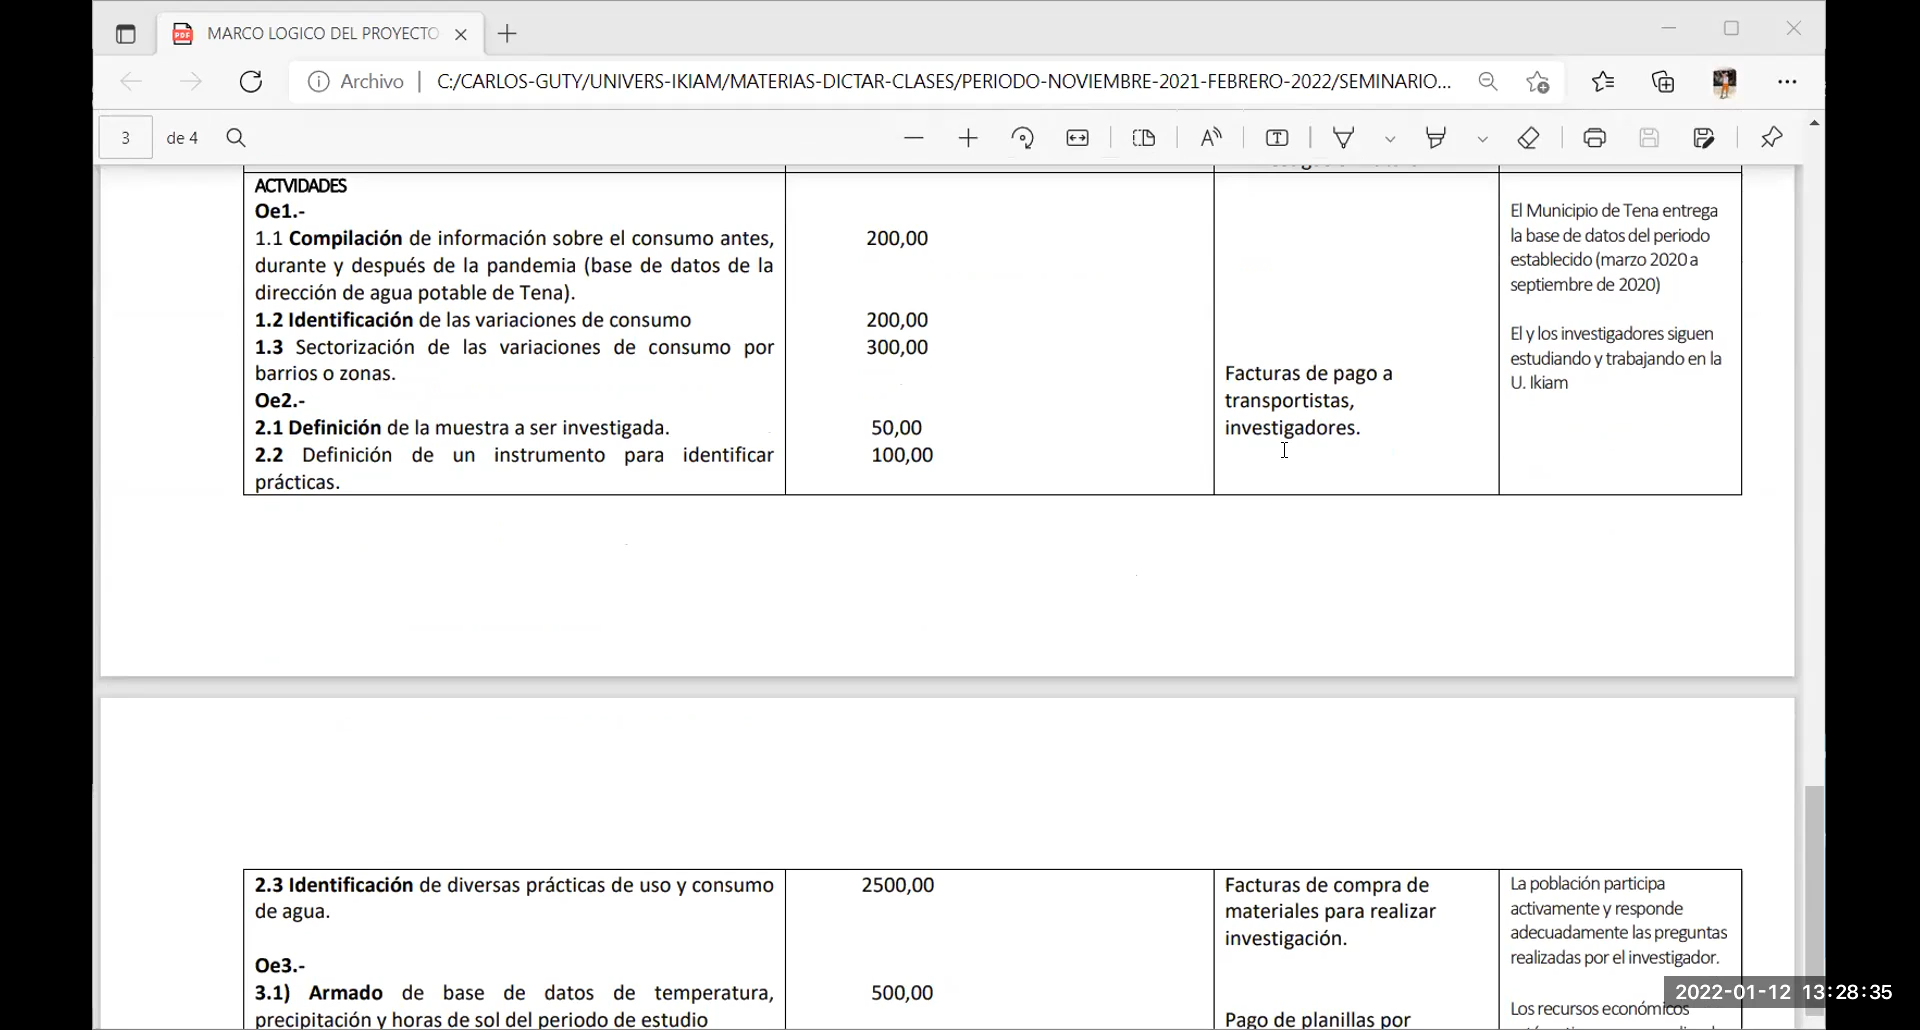 MARCO LOGICO DEL PROYECTO
Archivo
C:/CARLOS-GUTY/UNIVERS-IKIAM/MATERIAS-DICTAR-CLASES/PERIODO-NOVIEMBRE-2021-FEBRERO-2022/SEMINARIO...
3 de 4
ACTVIDADES
Oe1.-
1.1 Compilación de información sobre el consumo antes,
durante y después de la pandemia (base de datos de la
dirección de agua potable de Tena).
1.2 Identificación de las variaciones de consumo
1.3 Sectorización de las variaciones de consumo por
barrios o zonas.
Oe2.-
2.1 Definición de la muestra a ser investigada.
2.2 Definición de un instrumento para identificar
prácticas.
200,00
200,00
300,00
50,00
100,00
Facturas de pago a
transportistas,
investigadores.
El Municipio de Tena entrega
la base de datos del periodo
establecido (marzo 2020 a
septiembre de 2020)
El y los investigadores siguen
estudiando y trabajando en la
U. Ikiam
2.3 Identificación de diversas prácticas de uso y consumo
de agua.
Oe3.-
3.1) Armado de base de datos de temperatura,
precipitación y horas de sol del periodo de estudio
2500,00
500,00
Facturas de compra de
materiales para realizar
investigación.
Pago de planillas por
La población participa
activamente y responde
adecuadamente las preguntas
realizadas por el investigador.
Los recursos económicos
2022-01-12 13:28:35